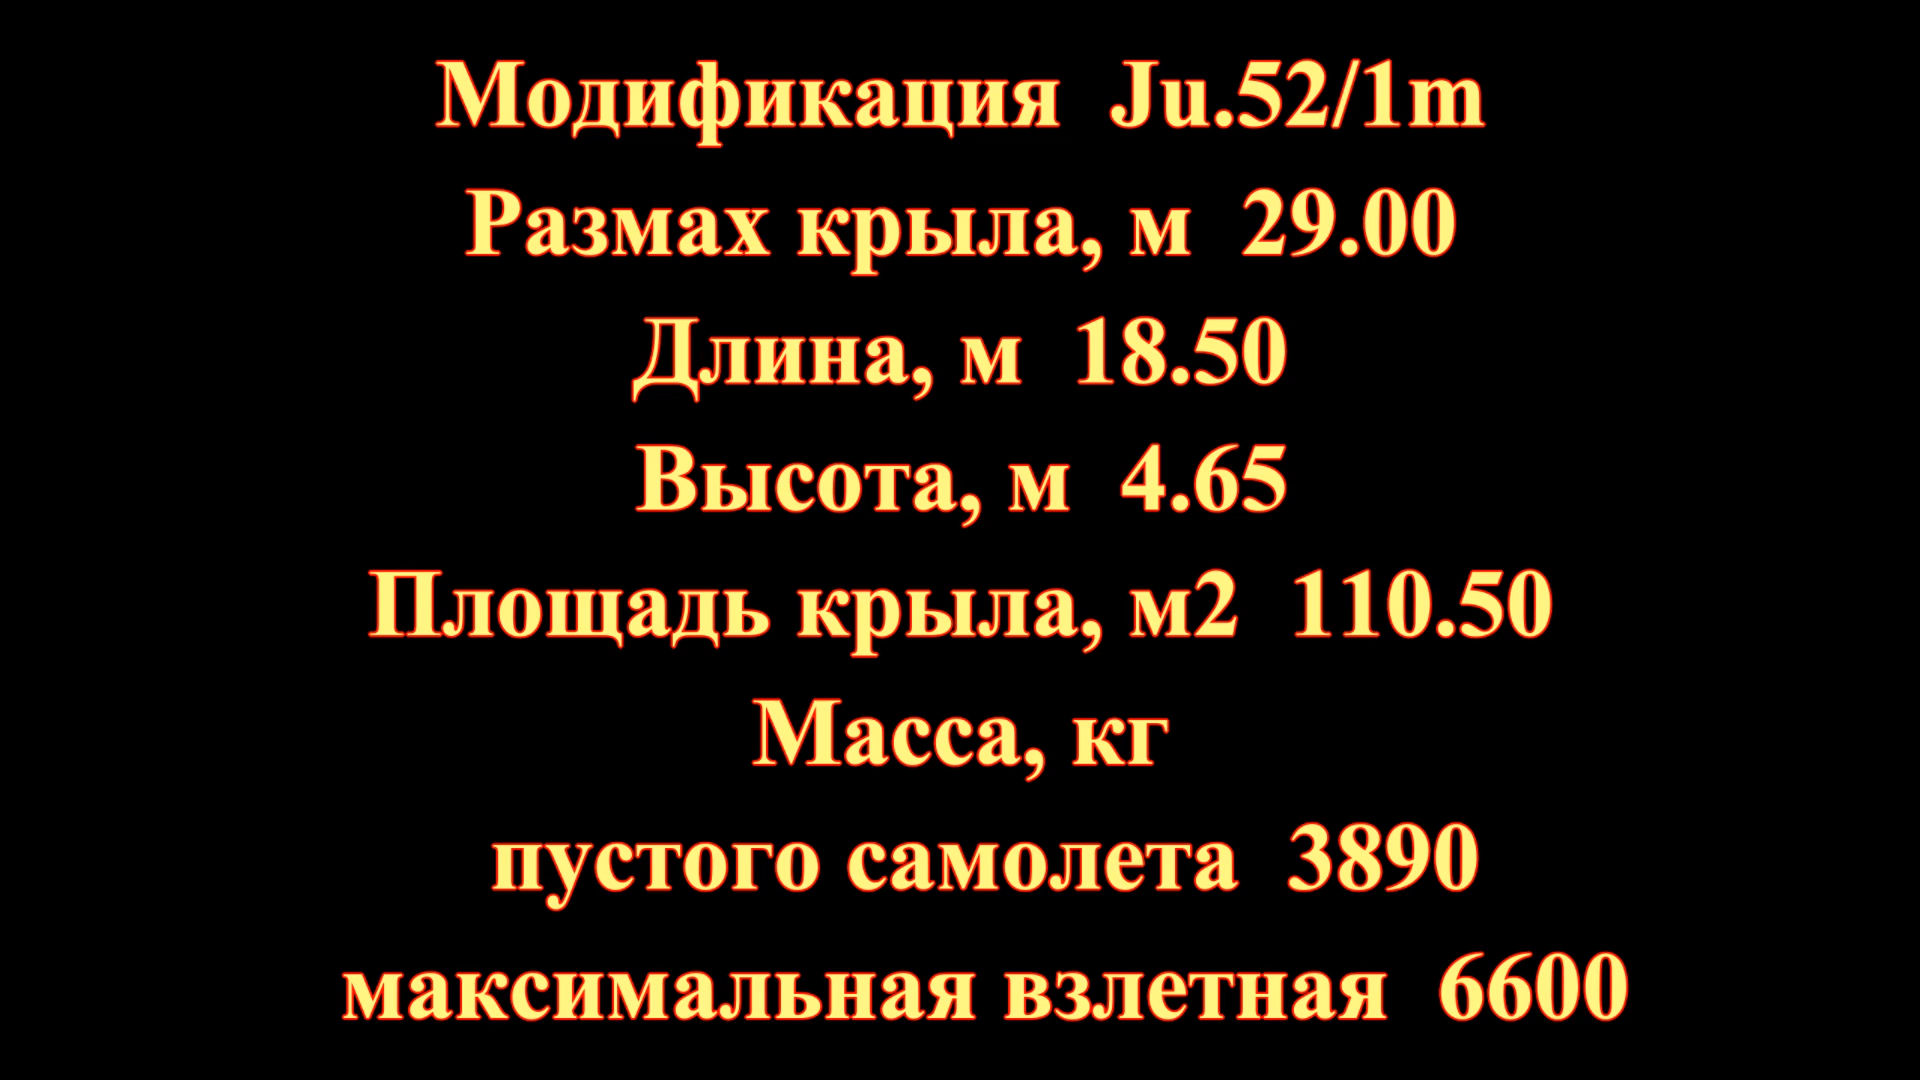 Модификация Ju.52/1m
Размах крыла, м 29.00
Длина, м 18.50
Высота, м 4.65
Площадь крыла, м2 110.50
Масса, кг
пустого самолета 3890
максимальная взлетная 6600